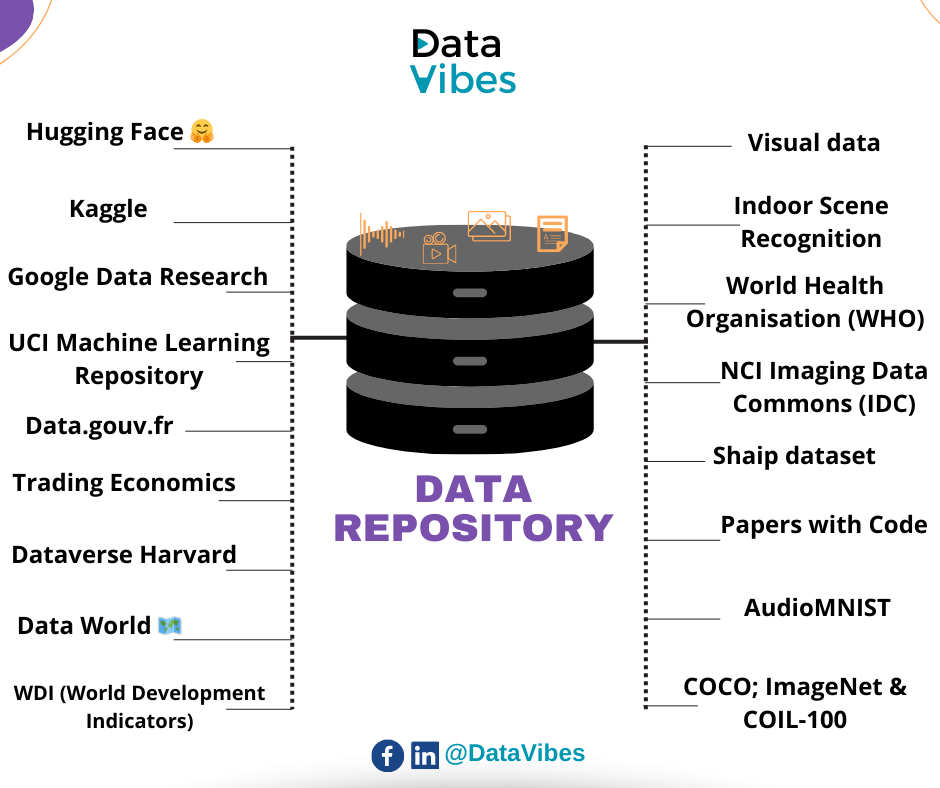 Data
Vibes
Hugging Face 🤗
Kaggle
Google Data Research
UCI Machine Learning
Repository
Data.gouv.fr
Trading Economics
Dataverse Harvard
Data World 🗺️
WDI (World Development
Indicators)
DATA
REPOSITORY
Visual data
Indoor Scene
Recognition
World Health
Organisation (WHO)
NCI Imaging Data
Commons (IDC)
Shaip dataset
Papers with Code
AudioMNIST
COCO; ImageNet &
COIL-100
@DataVibes